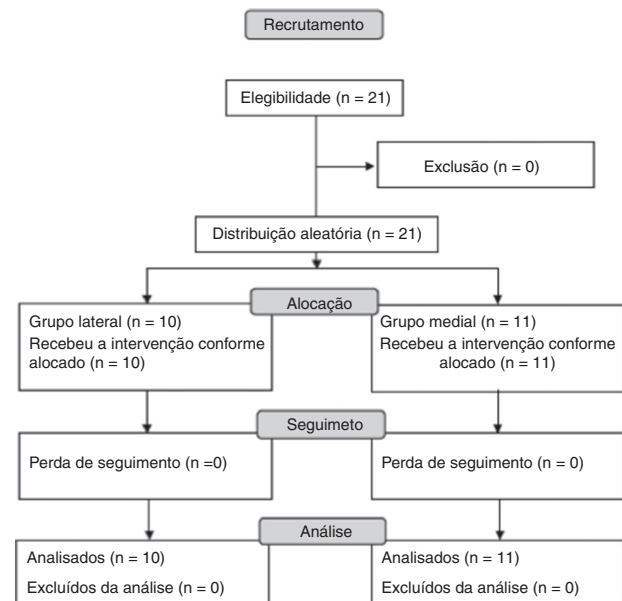 Recrutamento
Elegibilidade (n = 21)
Exclusão (n = 0)
Distribuição aleatória (n = 21)
Alocação
Grupo lateral (n = 10)
Recebeu a intervenção conforme
alocado (n = 10)
Grupo medial (n = 11)
Recebeu a intervenção conforme
alocado (n = 11)
Seguimeto
Perda de seguimento (n =0)
Perda de seguimento (n = 0)
Análise
Analisados (n = 10)
Excluídos da análise (n = 0)
Analisados (n = 11)
Excluídos da análise (n = 0)